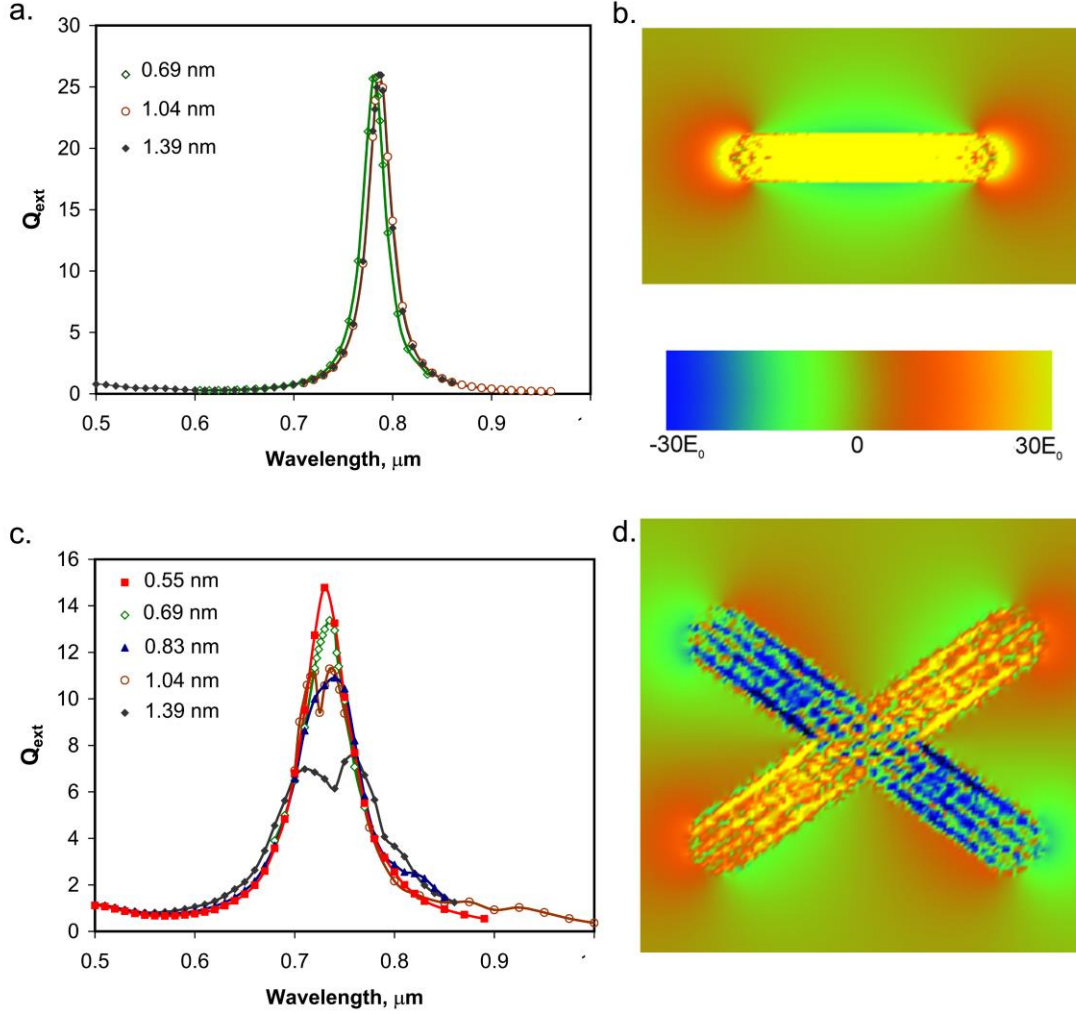 a.
30
25
20
15
10
5
0
Q_ext
0.69 nm
1.04 nm
1.39 nm
0.5 0.6 0.7 0.8 0.9
Wavelength, μm
b.
-30E₀ 0 30E₀
c.
16
14
12
10
8
6
4
2
0
Q_ext
0.55 nm
0.69 nm
0.83 nm
1.04 nm
1.39 nm
0.5 0.6 0.7 0.8 0.9
Wavelength, μm
d.